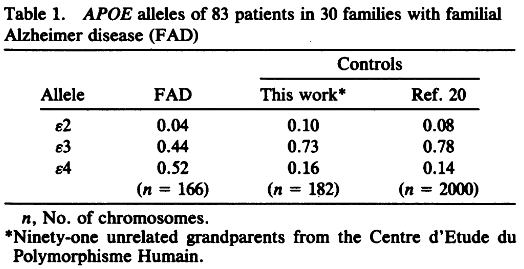 Table 1. APOE alleles of 83 patients in 30 families with familial
Alzheimer disease (FAD)
Controls
Allele FAD This work* Ref. 20
ε2 0.04 0.10 0.08
ε3 0.44 0.73 0.78
ε4 0.52 0.16 0.14
(n = 166) (n = 182) (n = 2000)
n, No. of chromosomes.
*Ninety-one unrelated grandparents from the Centre d'Etude du
Polymorphisme Humain.